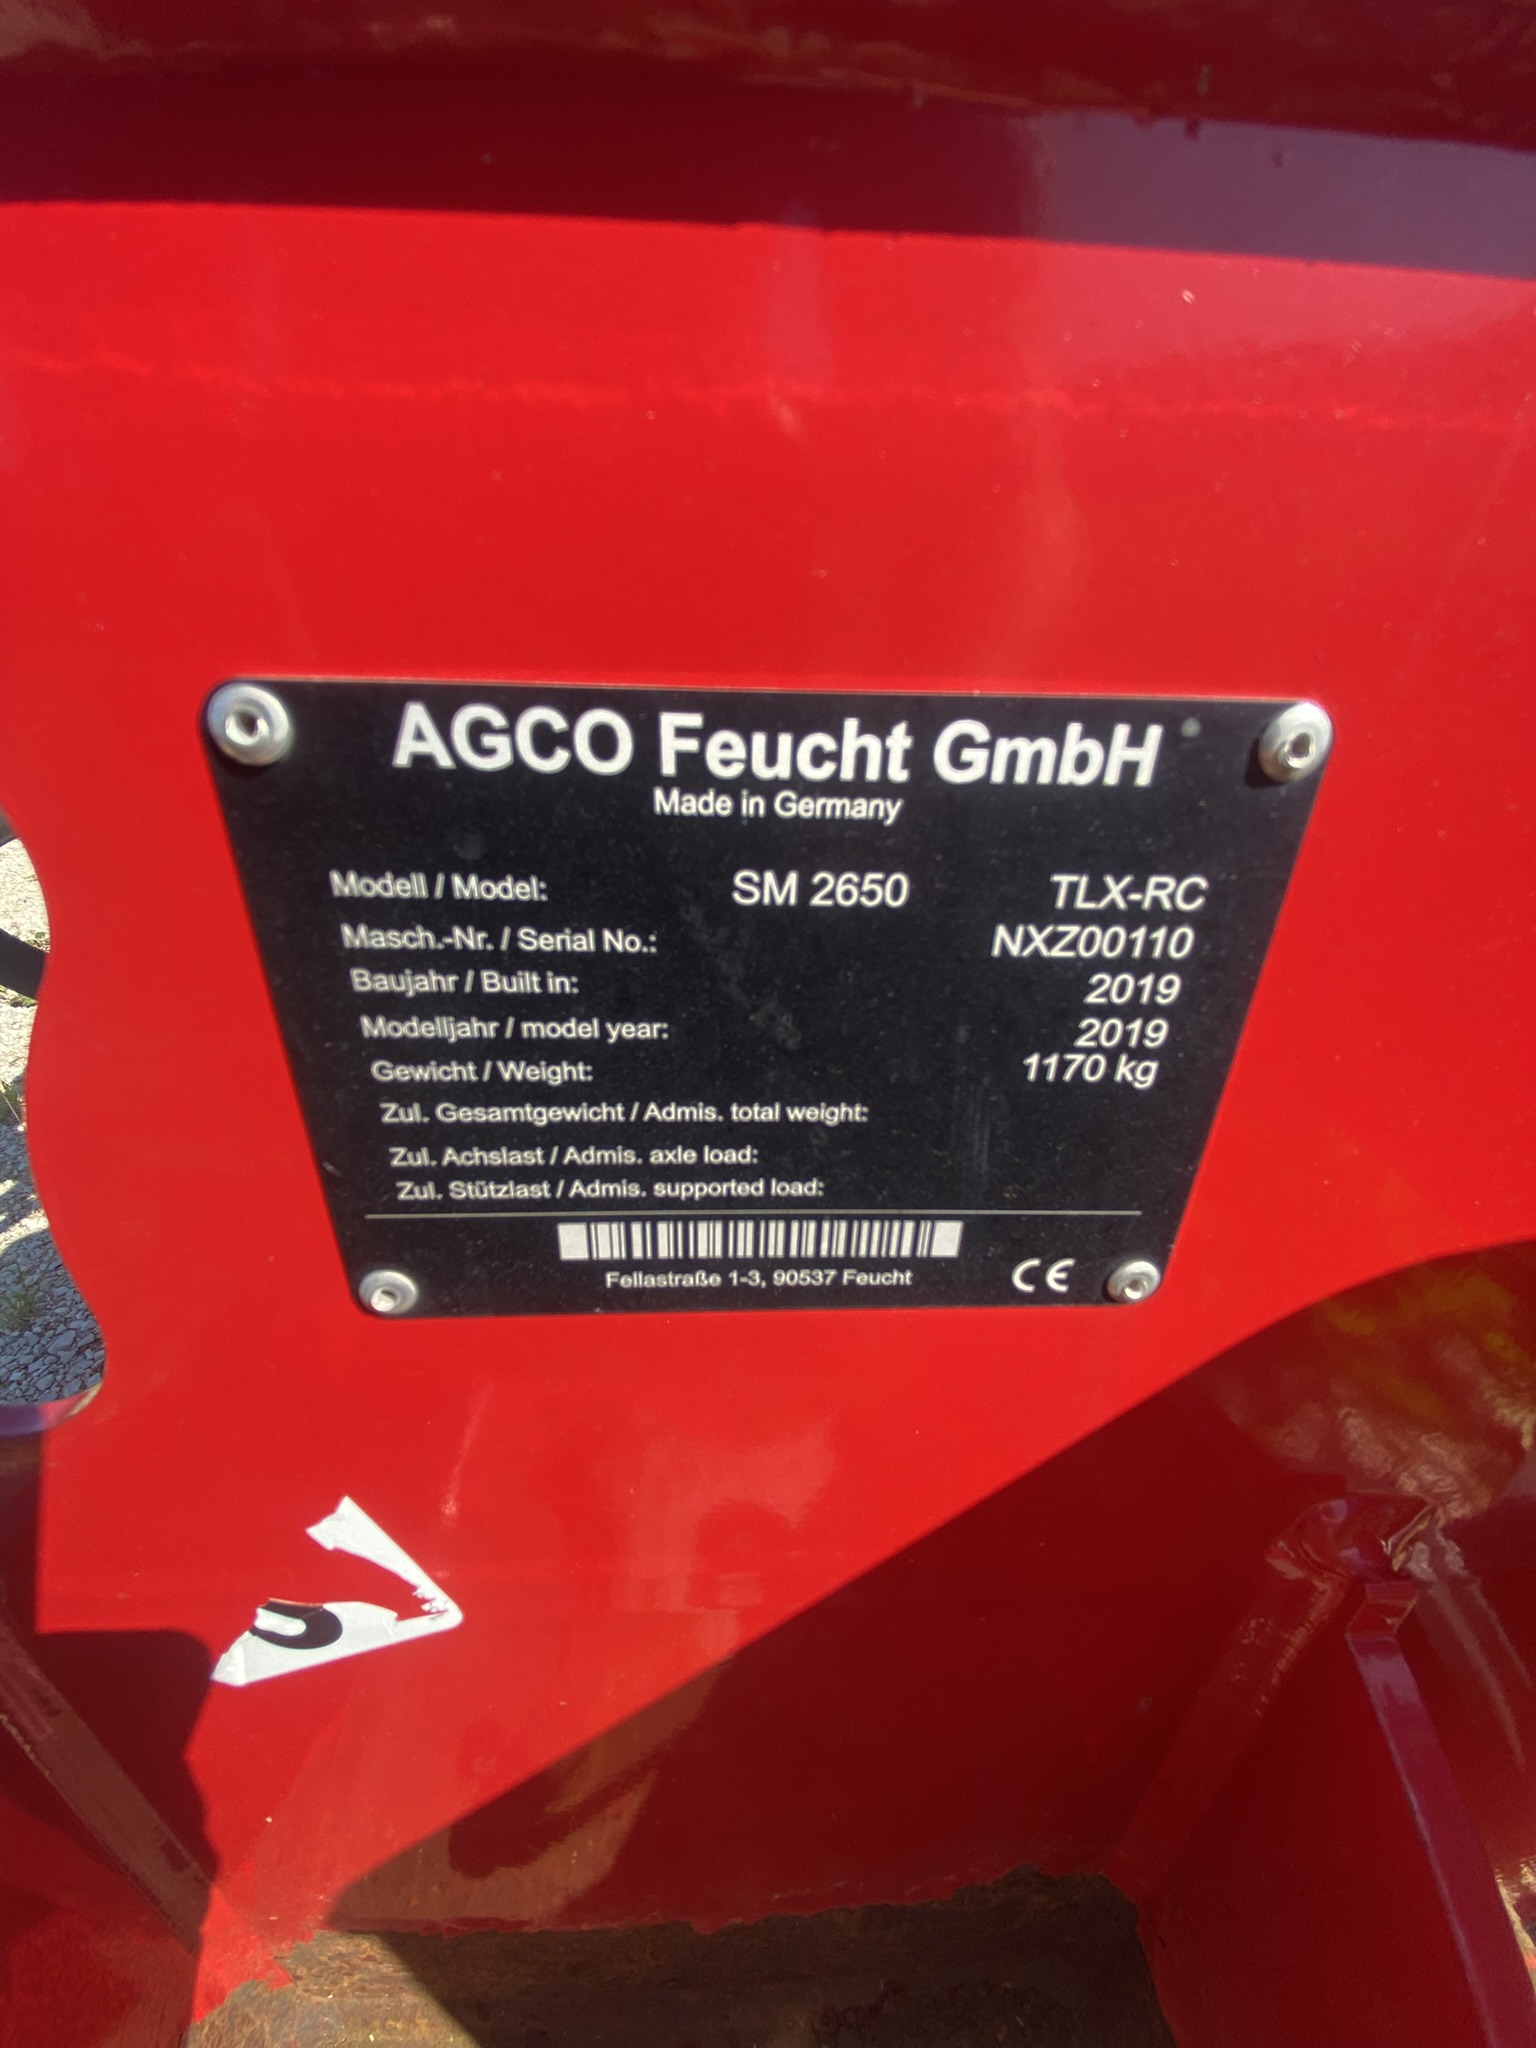 AGCO Feucht GmbH
Made in Germany
Modell / Model: SM 2650 TLX-RC
Masch.-Nr. / Serial No.: NXZ00110
Baujahr / Built in: 2019
Modelljahr / model year: 2019
Gewicht / Weight: 1170 kg
Zul. Gesamtgewicht / Admis. total weight:
Zul. Achslast / Admis. axle load:
Zul. Stützlast / Admis. supported load:
Fellastraße 1-3, 90537 Feucht CE